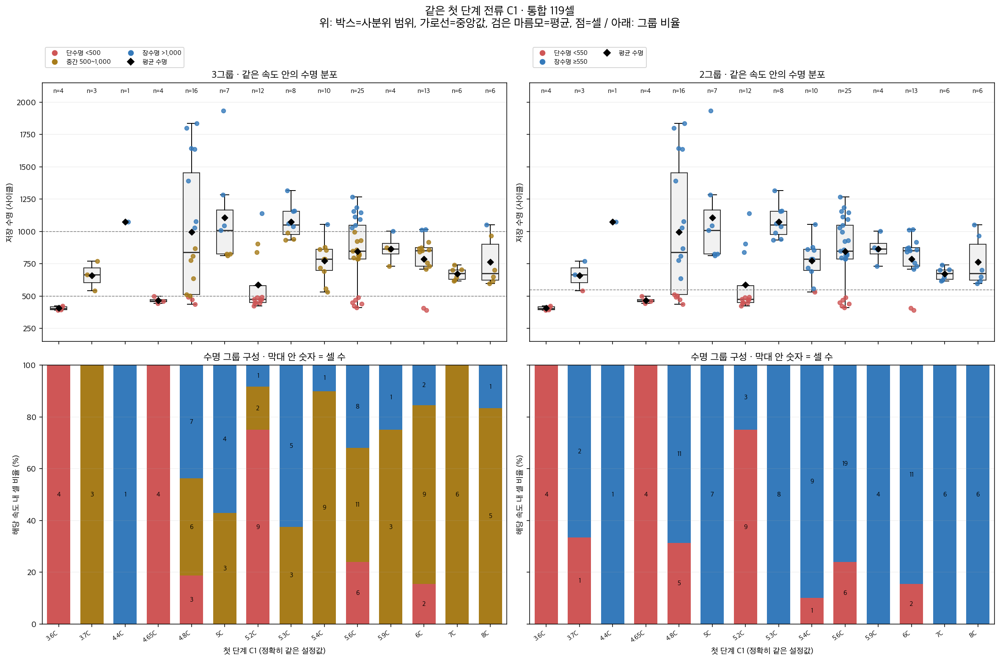 같은 첫 단계 전류 C1 · 통합 119셀
위: 박스=사분위 범위, 가로선=중앙값, 검은 마름모=평균, 점=셀 / 아래: 그룹 비율
단수명 <500
장수명 >1,000
중간 500~1,000
평균 수명
단수명 <550
평균 수명
장수명 ≥550
3그룹 · 같은 속도 안의 수명 분포
2그룹 · 같은 속도 안의 수명 분포
n=4 n=3 n=1 n=4 n=16 n=7 n=12 n=8 n=10 n=25 n=4 n=13 n=6 n=6
n=4 n=3 n=1 n=4 n=16 n=7 n=12 n=8 n=10 n=25 n=4 n=13 n=6 n=6
저장 수명 (사이클)
2000
1750
1500
1250
1000
750
500
250
저장 수명 (사이클)
수명 그룹 구성 · 막대 안 숫자 = 셀 수
수명 그룹 구성 · 막대 안 숫자 = 셀 수
해당 속도 내 셀 비율 (%)
100
80
60
40
20
0
4
3
1
4
7
6
3
4
3
1
2
9
5
3
1
9
8
11
6
1
3
2
9
2
6
1
5
해당 속도 내 셀 비율 (%)
4
2
1
1
4
11
5
7
3
9
8
9
1
19
6
4
11
2
6
6
3.6C 3.7C 4.4C 4.65C 4.8C 5C 5.2C 5.3C 5.4C 5.6C 5.9C 6C 7C 8C
3.6C 3.7C 4.4C 4.65C 4.8C 5C 5.2C 5.3C 5.4C 5.6C 5.9C 6C 7C 8C
첫 단계 C1 (정확히 같은 설정값)
첫 단계 C1 (정확히 같은 설정값)